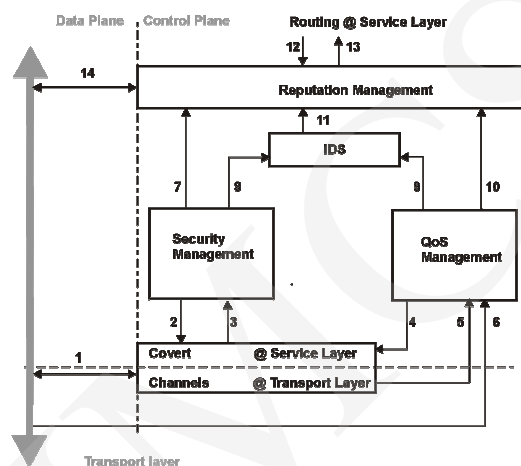 Data Plane
Control Plane
Routing @ Service Layer
12
13
14
Reputation Management
11
IDS
7
9
9
10
Security
Management
QoS
Management
2
3
4
5
6
Covert @ Service Layer
1
Channels @ Transport Layer
Transport layer